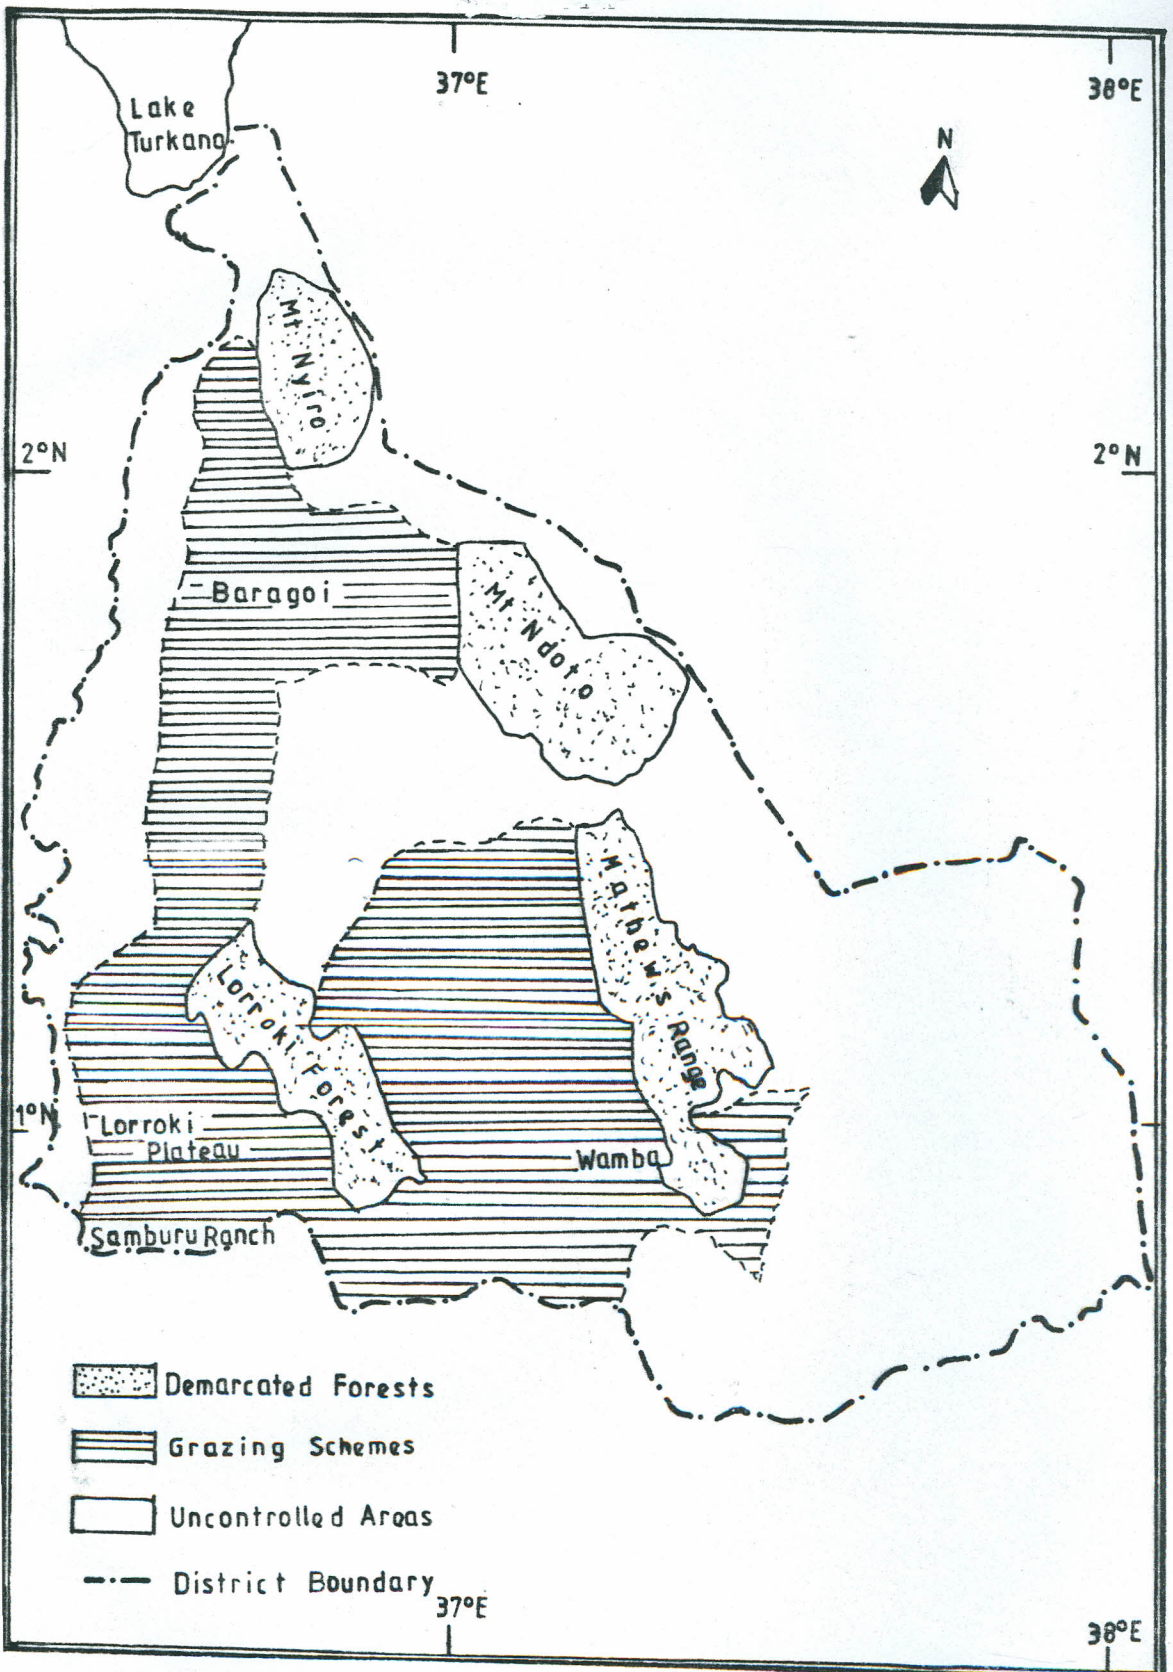 37°E
38°E
Lake
Turkana
N
Mt Nyiro
2°N
2°N
Baragoi
Mt Ndoto
Mathewis Range
Lorroki Forest
1°N
Lorroki
Plateau
Wamba
Samburu Ranch
Demarcated Forests
Grazing Schemes
Uncontrolled Areas
District Boundary
37°E
38°E